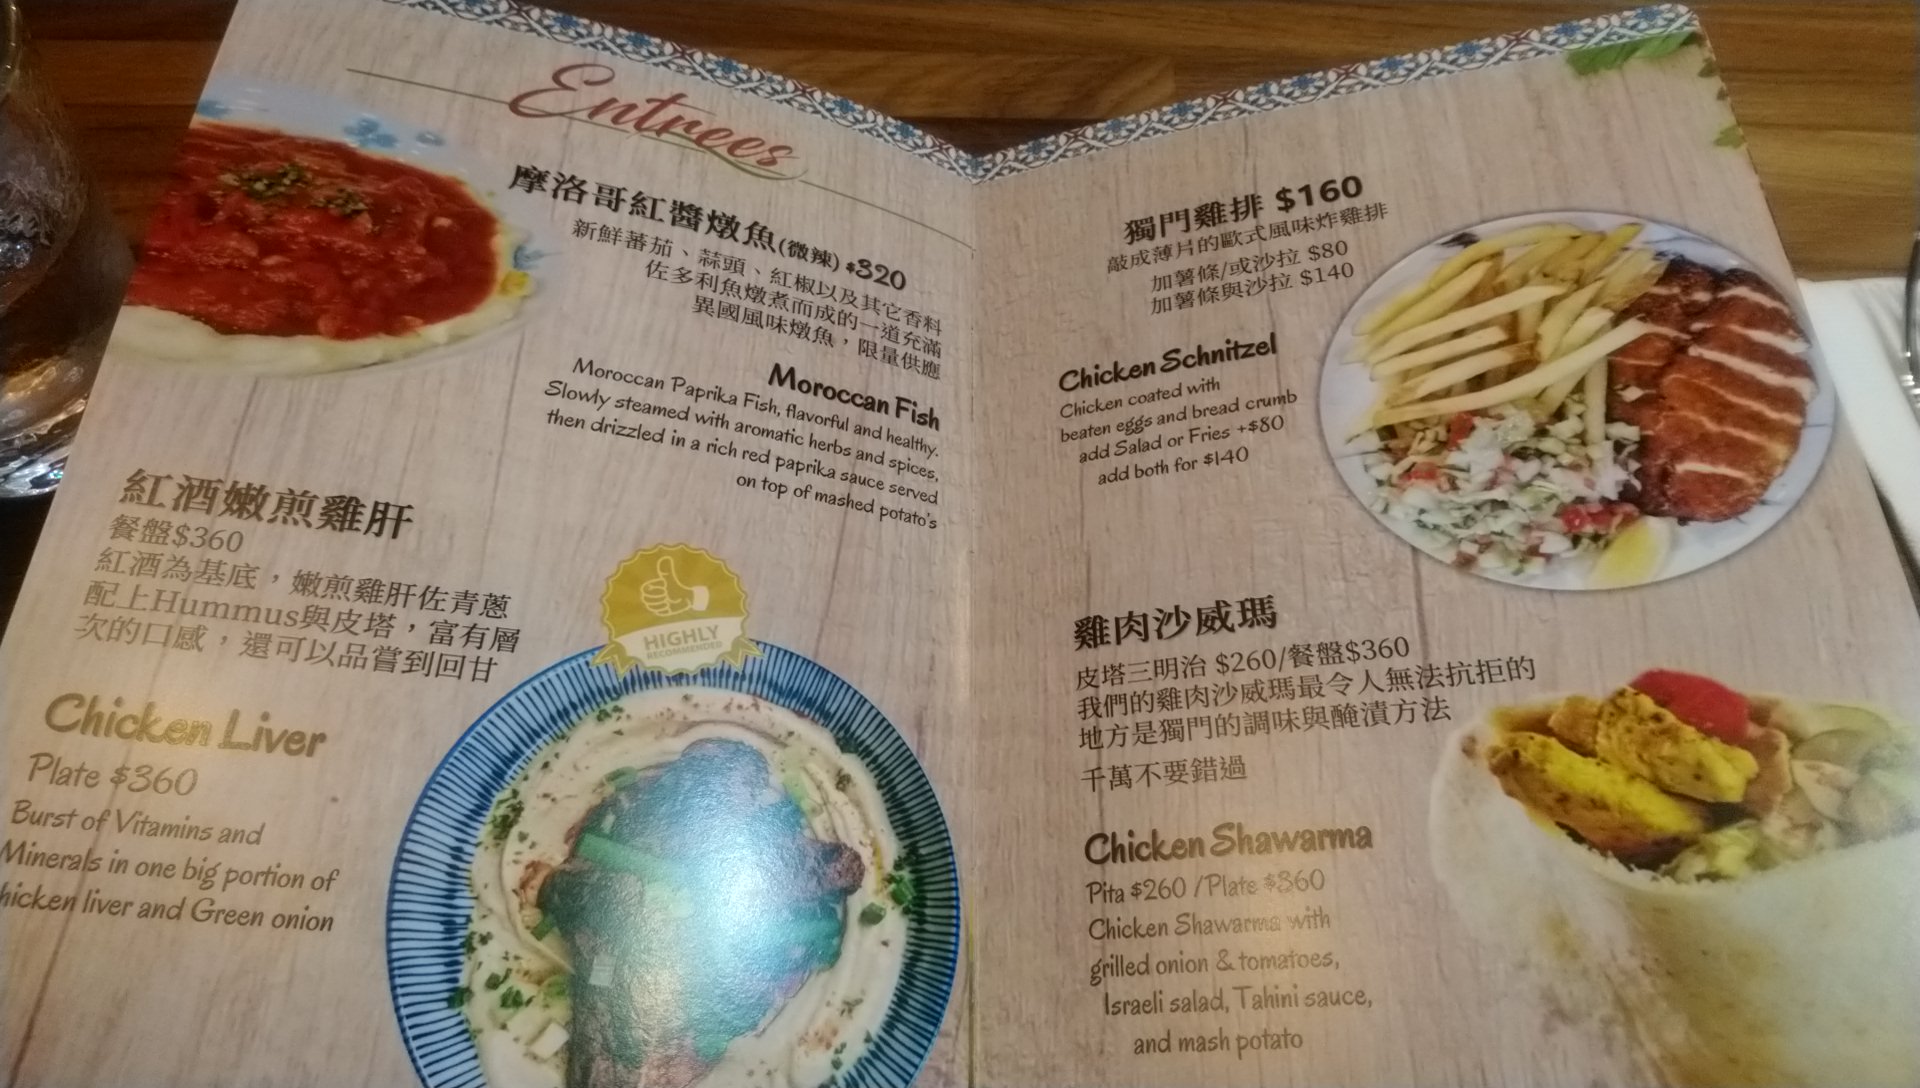 Entrees
摩洛哥紅醬燉魚(微辣) $320
新鮮蕃茄、蒜頭、紅椒以及其它香料
佐多利魚燉煮而成的一道充滿
異國風味燉魚，限量供應
Moroccan Fish
Moroccan Paprika Fish, flavorful and healthy.
Slowly steamed with aromatic herbs and spices,
then drizzled in a rich red paprika sauce served
on top of mashed potato's
紅酒嫩煎雞肝
餐盤$360
紅酒為基底，嫩煎雞肝佐青蔥
配上Hummus與皮塔，富有層
次的口感，還可以品嘗到回甘
Chicken Liver
Plate $360
Burst of Vitamins and
Minerals in one big portion of
hicken liver and Green onion
HIGHLY
RECOMMENDER
獨門雞排 $160
敲成薄片的歐式風味炸雞排
加薯條/或沙拉 $80
加薯條與沙拉 $140
Chicken Schnitzel
Chicken coated with
beaten eggs and bread crumb
add Salad or Fries +$80
add both for $140
雞肉沙威瑪
皮塔三明治 $260/餐盤$360
我們的雞肉沙威瑪最令人無法抗拒的
地方是獨門的調味與醃漬方法
千萬不要錯過
Chicken Shawarma
Pita $260 /Plate $360
Chicken Shawarma with
grilled onion & tomatoes,
Israeli salad, Tahini sauce,
and mash potato